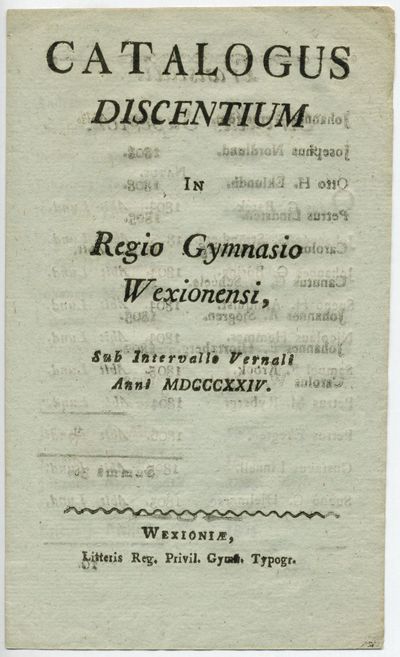 CATALOGUS
DISCENTIUM
IN
Regio Gymnasio
Wexionensi,
Sub Intervallo Vernali
Anni MDCCCXXIV.
WEXIONIÆ,
Litteris Reg. Privil. Gymn. Typogr.